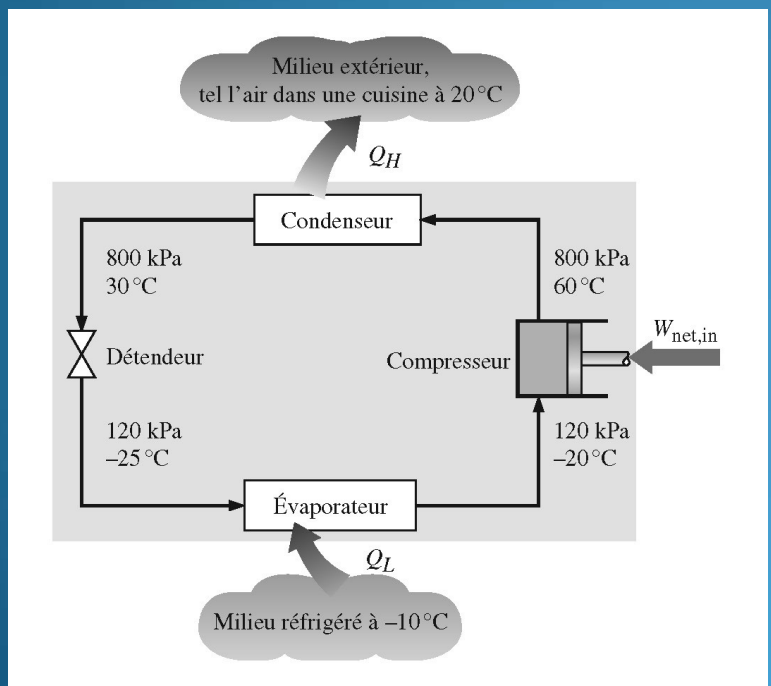 Milieu extérieur,
tel l'air dans une cuisine à 20°C
Q_H
Condenseur
800 kPa
30°C
800 kPa
60°C
W_net,in
Détendeur
Compresseur
120 kPa
–25°C
120 kPa
–20°C
Évaporateur
Q_L
Milieu réfrigéré à –10°C